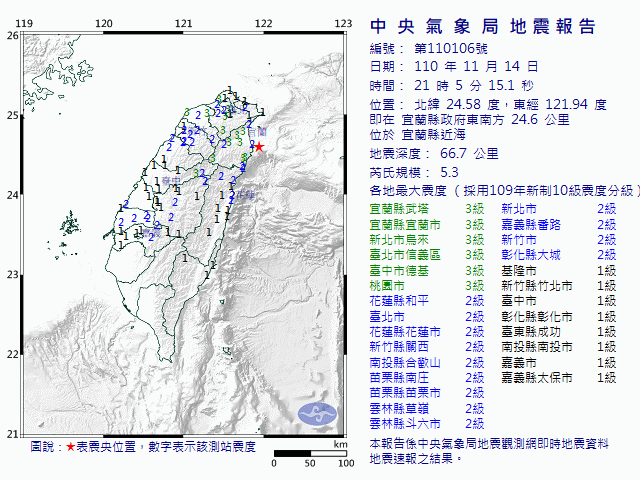 中央氣象局地震報告
編號： 第110106號
日期： 110 年 11 月 14 日
時間： 21 時 5 分 15.1 秒
位置： 北緯 24.58 度，東經 121.94 度
即在 宜蘭縣政府東南方 24.6 公里
位於 宜蘭縣近海
地震深度： 66.7 公里
芮氏規模： 5.3
各地最大震度（採用109年新制10級震度分級）
宜蘭縣武塔 3級 新北市 2級
宜蘭縣宜蘭市 3級 嘉義縣番路 2級
新北市烏來 3級 新竹市 2級
臺北市信義區 3級 彰化縣大城 2級
臺中市德基 3級 基隆市 1級
桃園市 3級 新竹縣竹北市 1級
花蓮縣和平 2級 臺中市 1級
臺北市 2級 彰化縣彰化市 1級
花蓮縣花蓮市 2級 臺東縣成功 1級
新竹縣關西 2級 南投縣南投市 1級
南投縣合歡山 2級 嘉義市 1級
苗栗縣南庄 2級 嘉義縣太保市 1級
苗栗縣苗栗市 2級
雲林縣草嶺 2級
雲林縣斗六市 2級
本報告係中央氣象局地震觀測網即時地震資料
地震速報之結果。
119 120 121 122 123
26
25
24
23
22
21
宜蘭
臺中
圖說：★表震央位置，數字表示該測站震度
km
0 50 100